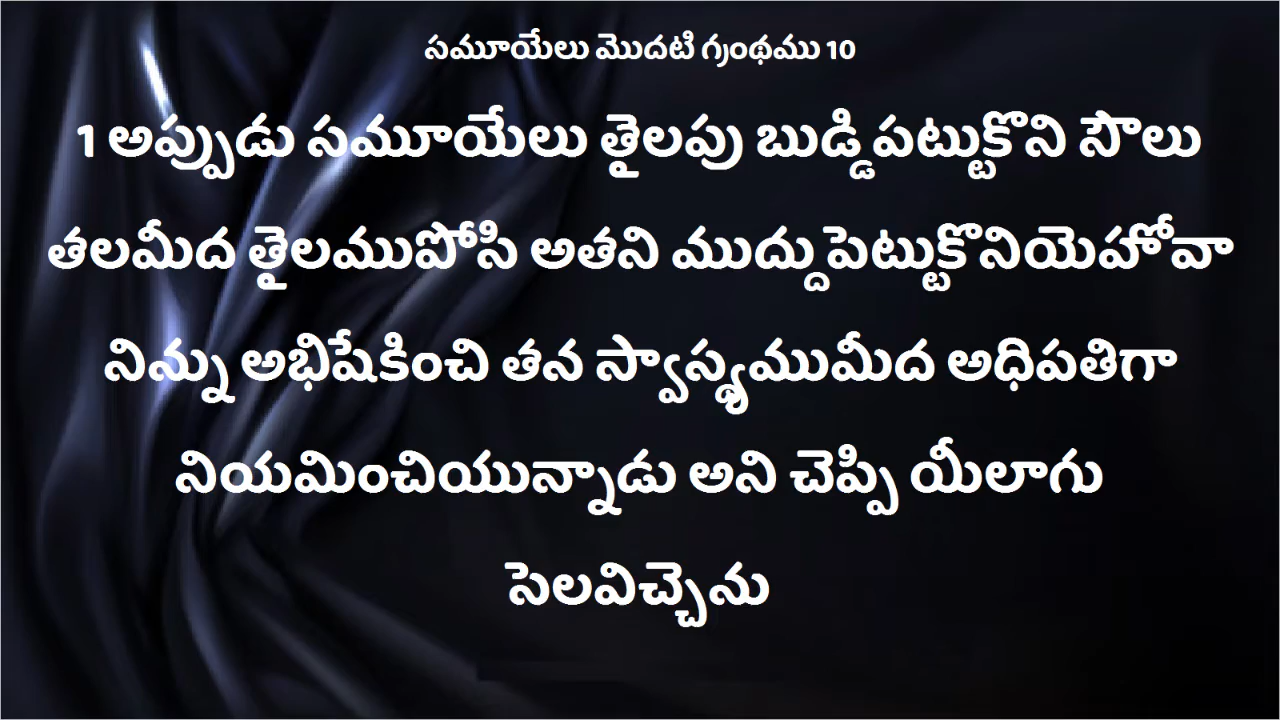 సమూయేలు మొదటి గ్రంథము 10
1 అప్పుడు సమూయేలు తైలపు బుడ్డిపట్టుకొని సౌలు
తలమీద తైలముపోసి అతని ముద్దుపెట్టుకొనియెహోవా
నిన్ను అభిషేకించి తన స్వాస్థ్యముమీద అధిపతిగా
నియమించియున్నాడు అని చెప్పి యీలాగు
సెలవిచ్చెను